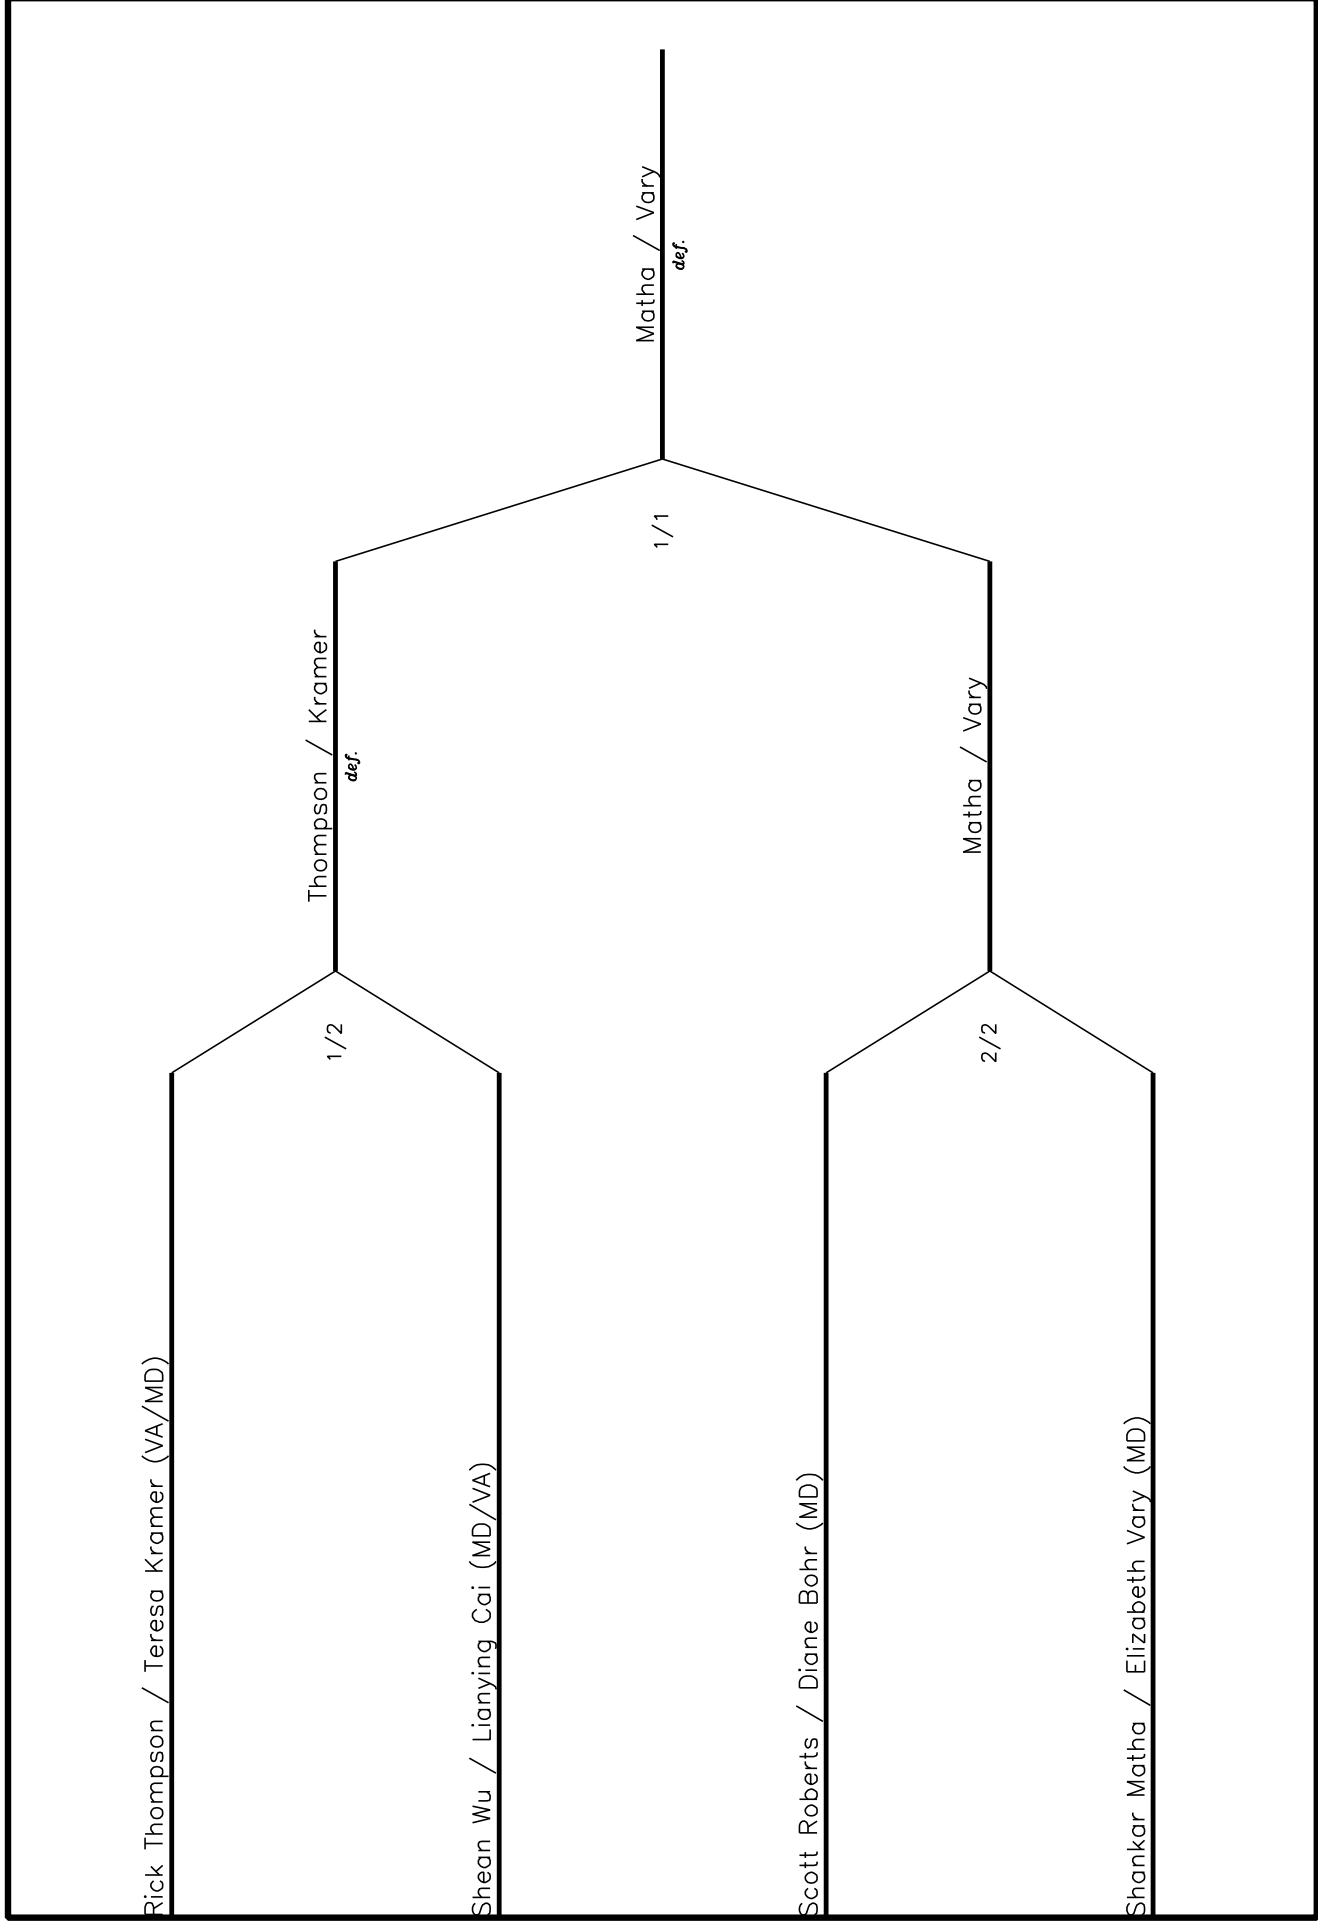 Rick Thompson / Teresa Kramer (VA/MD)
1/2
Thompson / Kramer
def.
Shean Wu / Lianying Cai (MD/VA)
1/1
Matha / Vary
def.
Scott Roberts / Diane Bohr (MD)
2/2
Matha / Vary
Shankar Matha / Elizabeth Vary (MD)